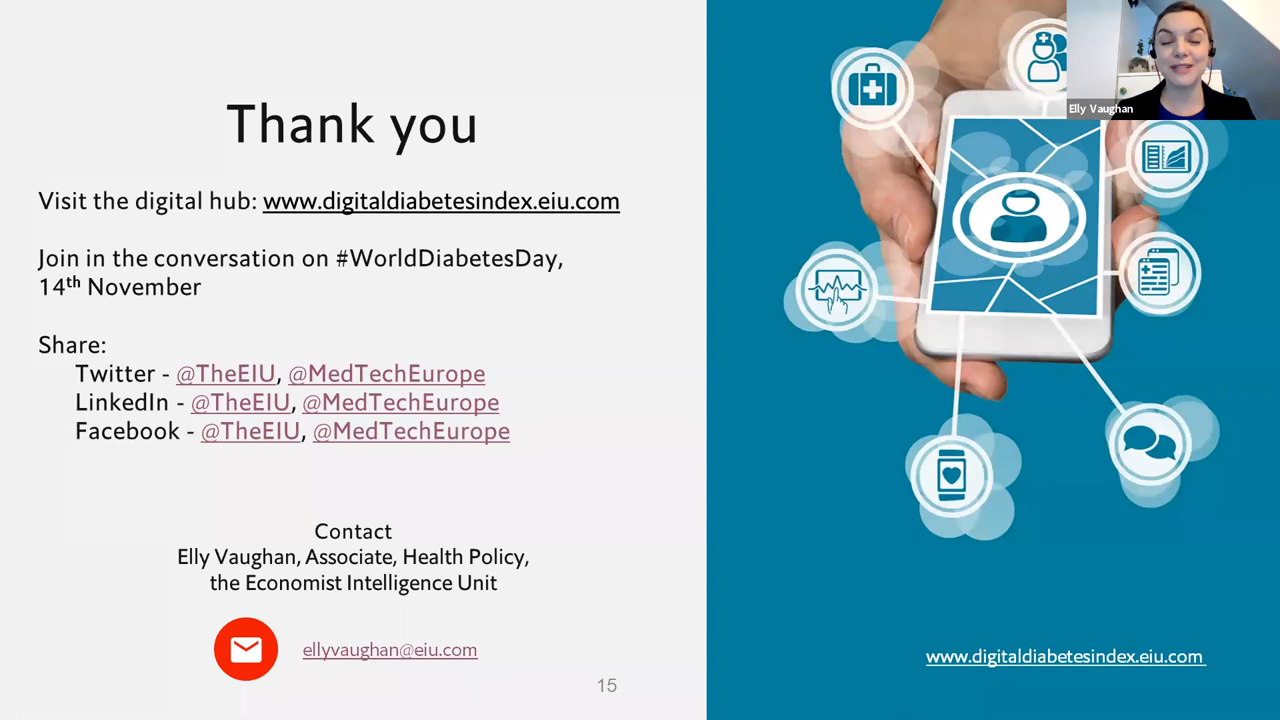 Thank you
Visit the digital hub: www.digitaldiabetesindex.eiu.com
Join in the conversation on #WorldDiabetesDay,
14th November
Share:
Twitter - @TheEIU, @MedTechEurope
LinkedIn - @TheEIU, @MedTechEurope
Facebook - @TheEIU, @MedTechEurope
Contact
Elly Vaughan, Associate, Health Policy,
the Economist Intelligence Unit
ellyvaughan@eiu.com
15
Elly Vaughan
www.digitaldiabetesindex.eiu.com